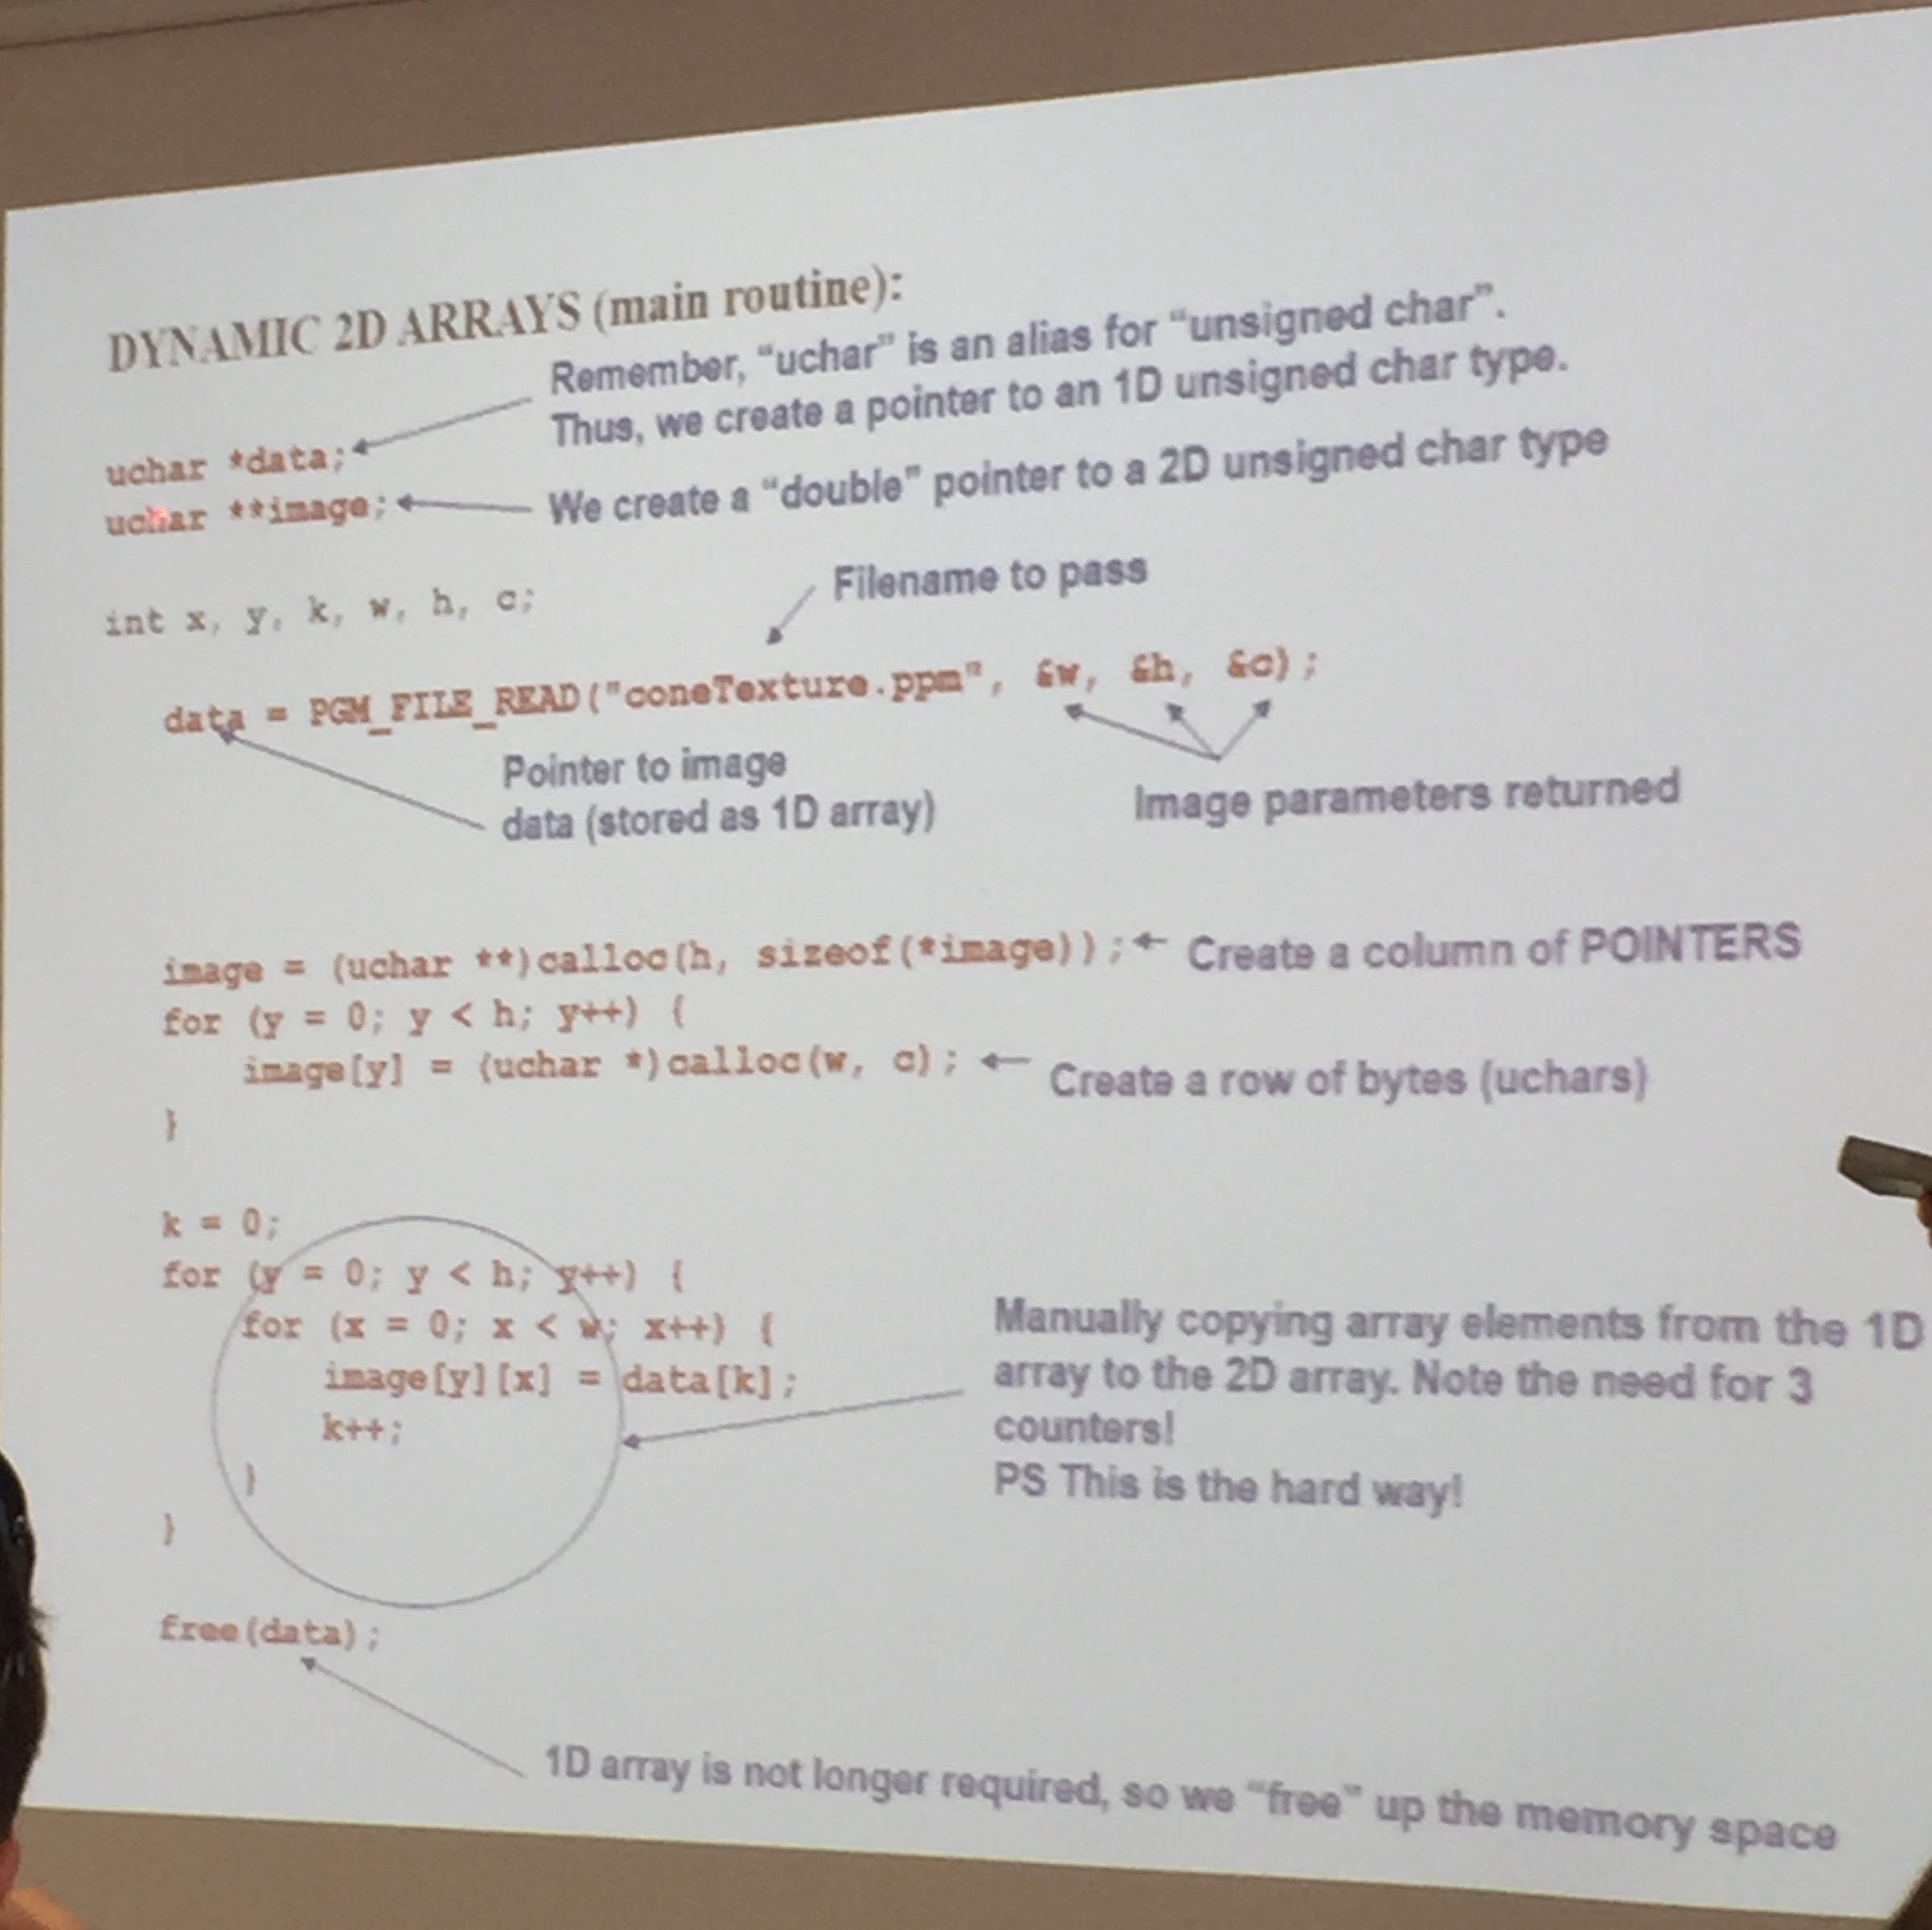 DYNAMIC 2D ARRAYS (main routine):
Remember, “uchar” is an alias for “unsigned char”.
Thus, we create a pointer to an 1D unsigned char type.
uchar *data;
uchar **image;
We create a “double” pointer to a 2D unsigned char type
int x, y, k, w, h, c;
Filename to pass
data = PGM_FILE_READ("coneTexture.ppm", &w, &h, &c);
Pointer to image
data (stored as 1D array)
Image parameters returned
image = (uchar **)calloc(h, sizeof(*image));
Create a column of POINTERS
for (y = 0; y < h; y++) {
image[y] = (uchar *)calloc(w, c);
Create a row of bytes (uchars)
}
k = 0;
for (y = 0; y < h; y++) {
for (x = 0; x < w; x++) {
image[y][x] = data[k];
k++;
}
}
Manually copying array elements from the 1D
array to the 2D array. Note the need for 3
counters!
PS This is the hard way!
free(data);
1D array is not longer required, so we “free” up the memory space